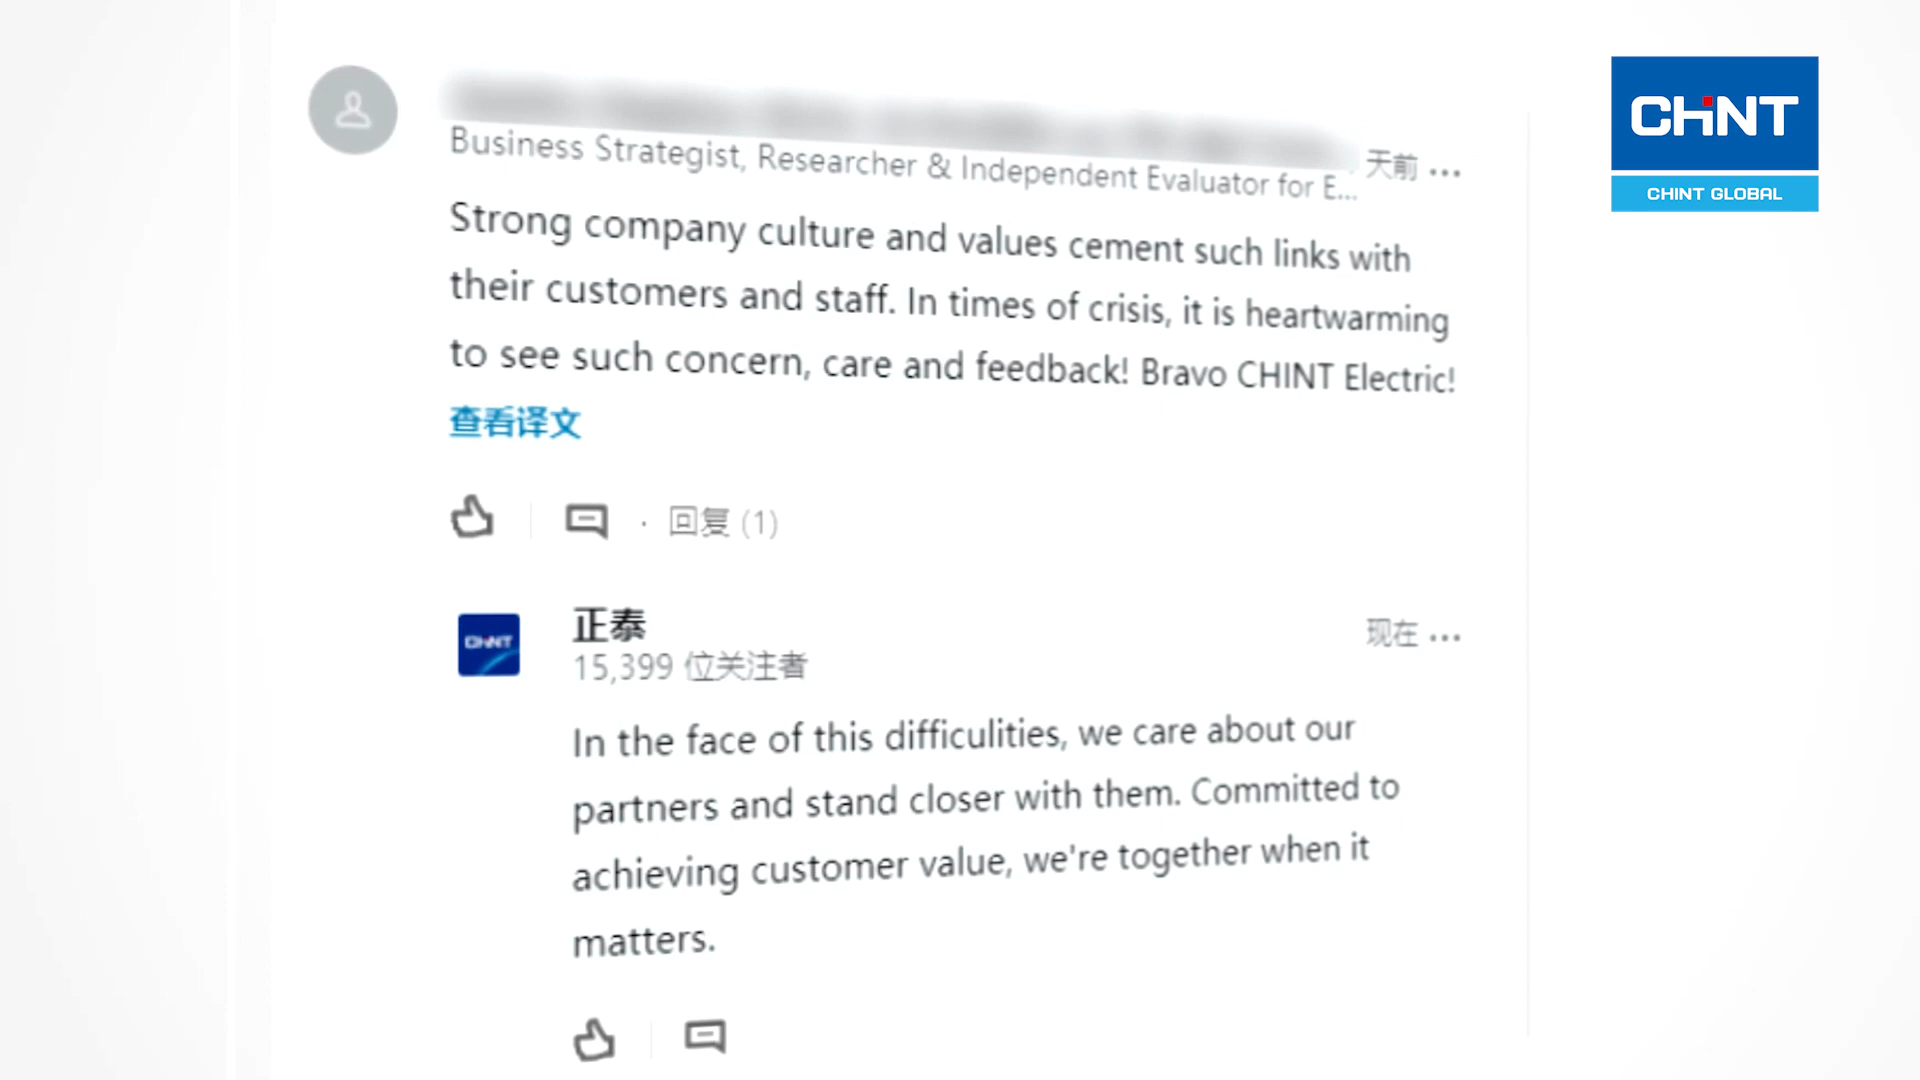 CHINT
CHINT GLOBAL
Business Strategist, Researcher & Independent Evaluator for E...
天前 ...
Strong company culture and values cement such links with
their customers and staff. In times of crisis, it is heartwarming
to see such concern, care and feedback! Bravo CHINT Electric!
查看译文
· 回复 (1)
CHINT
正泰
现在 ...
15,399 位关注者
In the face of this difficulities, we care about our
partners and stand closer with them. Committed to
achieving customer value, we're together when it
matters.